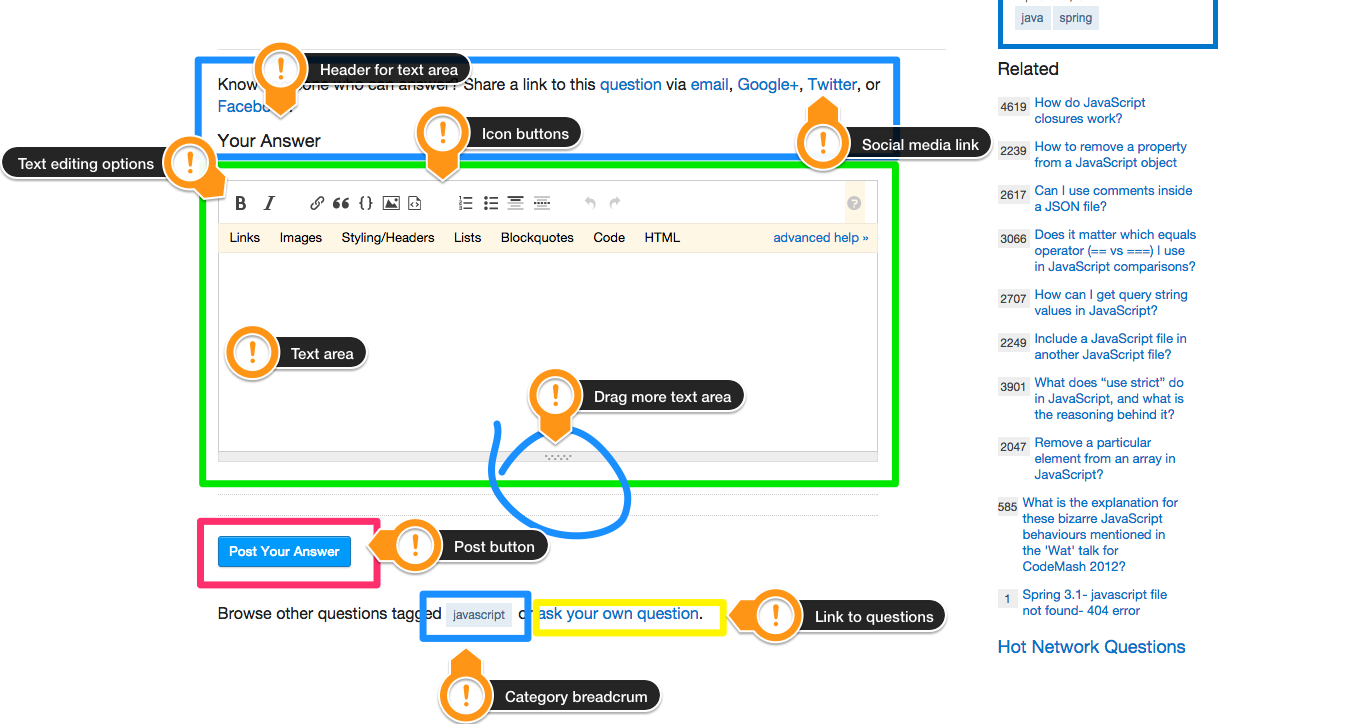 java spring
Header for text area
Know one who can answer? Share a link to this question via email, Google+, Twitter, or
Facebook.
Icon buttons
Your Answer
Social media link
Text editing options
B I
Links Images Styling/Headers Lists Blockquotes Code HTML advanced help »
Text area
Drag more text area
Post Your Answer
Post button
Browse other questions tagged javascript or ask your own question.
Link to questions
Category breadcrum
Related
4619 How do JavaScript
closures work?
2239 How to remove a property
from a JavaScript object
2617 Can I use comments inside
a JSON file?
3066 Does it matter which equals
operator (== vs ===) I use
in JavaScript comparisons?
2707 How can I get query string
values in JavaScript?
2249 Include a JavaScript file in
another JavaScript file?
3901 What does “use strict” do
in JavaScript, and what is
the reasoning behind it?
2047 Remove a particular
element from an array in
JavaScript?
585 What is the explanation for
these bizarre JavaScript
behaviours mentioned in
the 'Wat' talk for
CodeMash 2012?
1 Spring 3.1- javascript file
not found- 404 error
Hot Network Questions